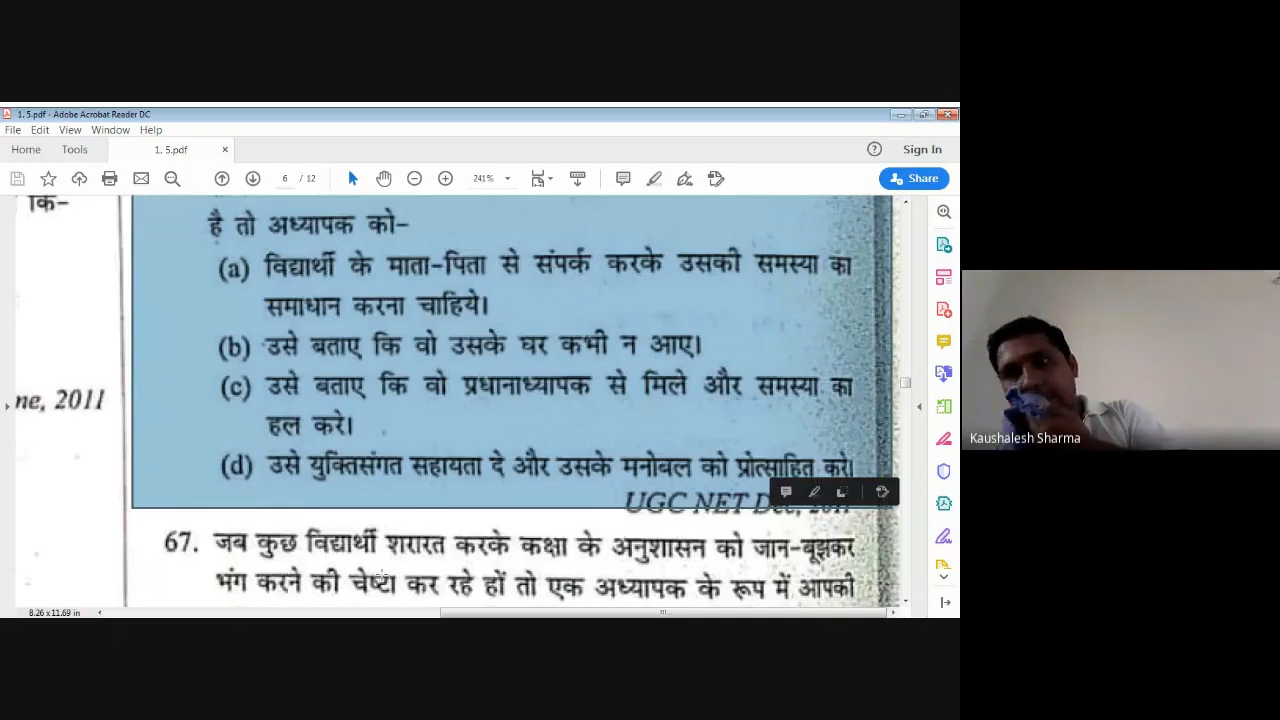 1. 5.pdf - Adobe Acrobat Reader DC
File Edit View Window Help
Home Tools 1. 5.pdf × Sign In
6 / 12 241% Share
कि-
है तो अध्यापक को-
(a) विद्यार्थी के माता-पिता से संपर्क करके उसकी समस्या का
समाधान करना चाहिये।
(b) उसे बताए कि वो उसके घर कभी न आए।
(c) उसे बताए कि वो प्रधानाध्यापक से मिले और समस्या का
ne, 2011
हल करे।
(d) उसे युक्तिसंगत सहायता दे और उसके मनोबल को प्रोत्साहित करे।
UGC NET
67. जब कुछ विद्यार्थी शरारत करके कक्षा के अनुशासन को जान-बूझकर
भंग करने की चेष्टा कर रहे हों तो एक अध्यापक के रूप में आपकी
8.26 x 11.69 in
Kaushalesh Sharma